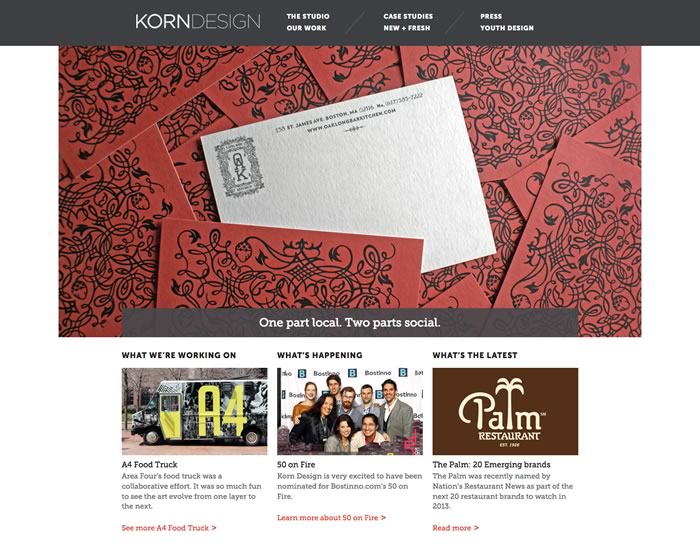 KORNDESIGN
THE STUDIO
OUR WORK
CASE STUDIES
NEW + FRESH
PRESS
YOUTH DESIGN
138 ST. JAMES AVE. BOSTON, MA 02116 No. (617) 585-7222
WWW.OAKLONGBARKITCHEN.COM
One part local. Two parts social.
WHAT WE'RE WORKING ON
A4
A4 Food Truck
Area Four's food truck was a
collaborative effort. It was so much fun
to see the art evolve from one layer to
the next.
See more A4 Food Truck >
WHAT'S HAPPENING
Bostinno
Bostinno
Bostinno
50 on Fire
Korn Design is very excited to have been
nominated for Bostinno.com's 50 on
Fire.
Learn more about 50 on Fire >
WHAT'S THE LATEST
Palm SM
RESTAURANT
EST. 1926
The Palm: 20 Emerging brands
The Palm was recently named by
Nation's Restaurant News as part of the
next 20 restaurant brands to watch in
2013.
Read more >